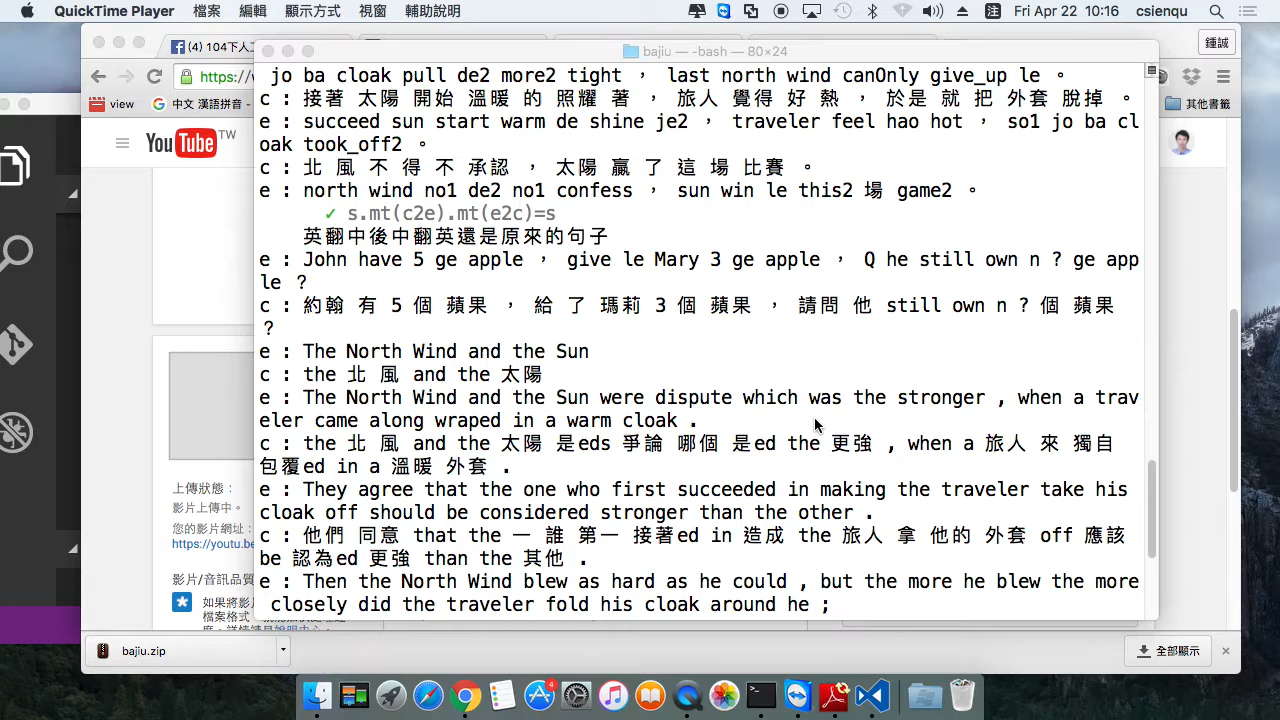 QuickTime Player 檔案 編輯 顯示方式 視窗 輔助說明 注 Fri Apr 22 10:16 csienqu
(4) 104下人工
鍾誠
https://w
view 中文 漢語拼音 -
其他書籤
YouTube TW
bajiu — -bash — 80×24
jo ba cloak pull de2 more2 tight ， last north wind canOnly give_up le 。
c : 接著 太陽 開始 溫暖 的 照耀 著 ， 旅人 覺得 好 熱 ， 於是 就 把 外套 脫掉 。
e : succeed sun start warm de shine je2 ， traveler feel hao hot ， so1 jo ba cl
oak took_off2 。
c : 北 風 不 得 不 承認 ， 太陽 贏 了 這 場 比賽 。
e : north wind no1 de2 no1 confess ， sun win le this2 場 game2 。
✓ s.mt(c2e).mt(e2c)=s
英翻中後中翻英還是原來的句子
e : John have 5 ge apple ， give le Mary 3 ge apple ， Q he still own n ? ge app
le ?
c : 約翰 有 5 個 蘋果 ， 給 了 瑪莉 3 個 蘋果 ， 請問 他 still own n ? 個 蘋果
?
e : The North Wind and the Sun
c : the 北 風 and the 太陽
e : The North Wind and the Sun were dispute which was the stronger , when a trav
eler came along wraped in a warm cloak .
c : the 北 風 and the 太陽 是eds 爭論 哪個 是ed the 更強 , when a 旅人 來 獨自
包覆ed in a 溫暖 外套 .
e : They agree that the one who first succeeded in making the traveler take his
cloak off should be considered stronger than the other .
c : 他們 同意 that the 一 誰 第一 接著ed in 造成 the 旅人 拿 他的 外套 off 應該
be 認為ed 更強 than the 其他 .
e : Then the North Wind blew as hard as he could , but the more he blew the more
closely did the traveler fold his cloak around he ;
上傳狀態：
影片上傳中。
您的影片網址：
https://youtu.be
影片/音訊品質
如果將影
bajiu.zip
全部顯示
4